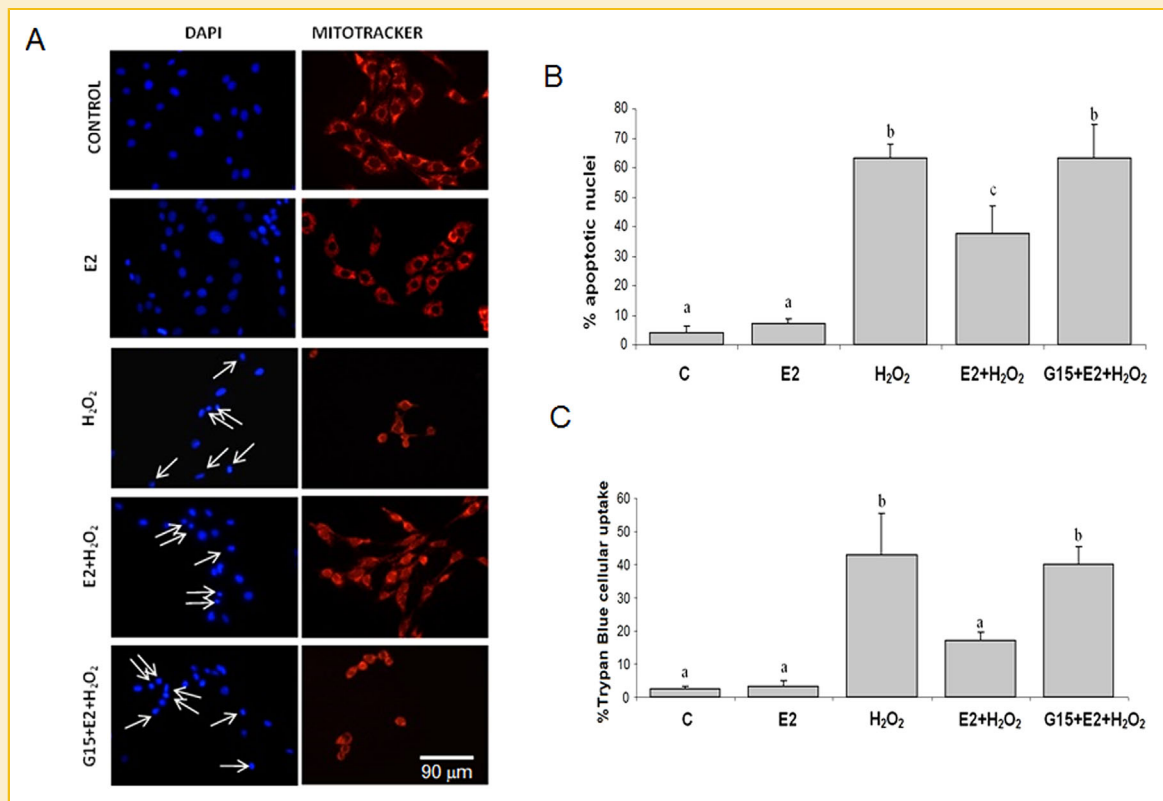 A
DAPI
MITOTRACKER
CONTROL
E2
H₂O₂
E2+H₂O₂
G15+E2+H₂O₂
90 µm
B
% apoptotic nuclei
80
70
60
50
40
30
20
10
0
a
a
b
c
b
C
E2
H₂O₂
E2+H₂O₂
G15+E2+H₂O₂
C
%Trypan Blue cellular uptake
60
50
40
30
20
10
0
a
a
b
a
b
C
E2
H₂O₂
E2+H₂O₂
G15+E2+H₂O₂